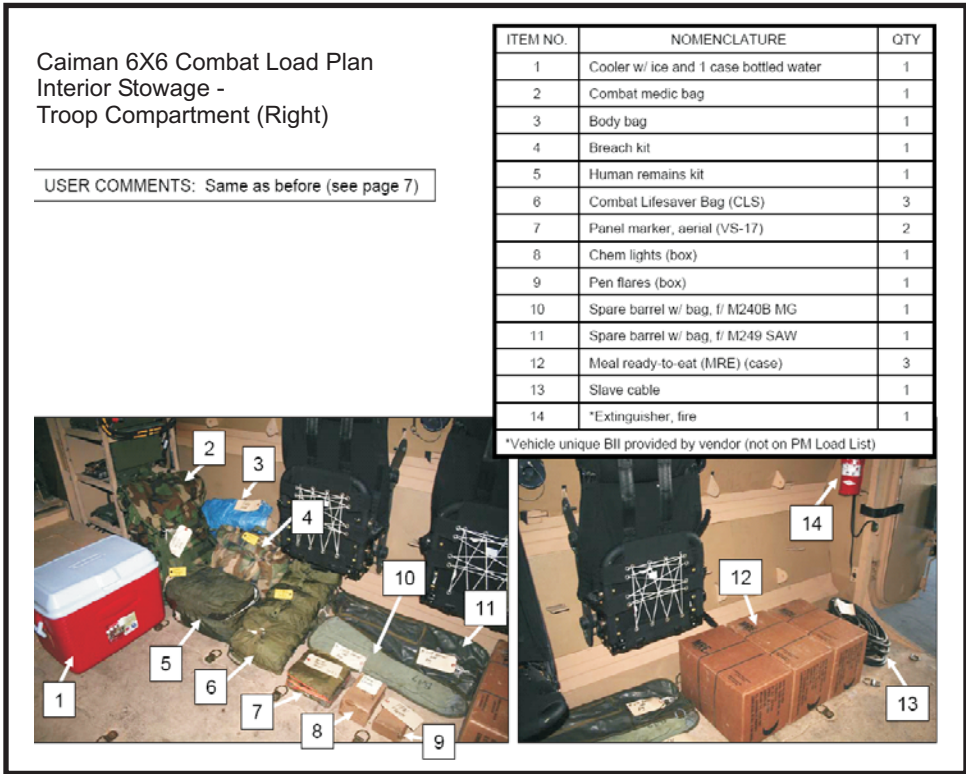 Caiman 6X6 Combat Load Plan
Interior Stowage -
Troop Compartment (Right)
USER COMMENTS: Same as before (see page 7)
ITEM NO. NOMENCLATURE QTY
1 Cooler w/ ice and 1 case bottled water 1
2 Combat medic bag 1
3 Body bag 1
4 Breach kit 1
5 Human remains kit 1
6 Combat Lifesaver Bag (CLS) 3
7 Panel marker, aerial (VS-17) 2
8 Chem lights (box) 1
9 Pen flares (box) 1
10 Spare barrel w/ bag, f/ M240B MG 1
11 Spare barrel w/ bag, f/ M249 SAW 1
12 Meal ready-to-eat (MRE) (case) 3
13 Slave cable 1
14 *Extinguisher, fire 1
*Vehicle unique BII provided by vendor (not on PM Load List)
2
3
4
10
11
1
5
6
7
8
9
14
12
13